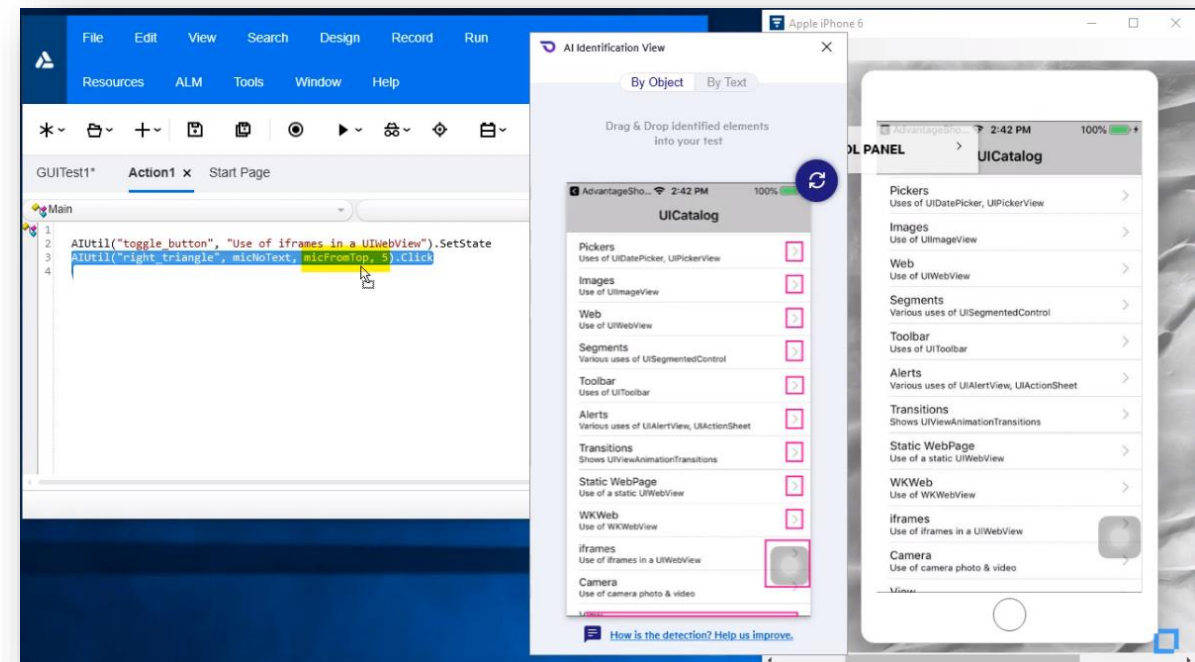 File Edit View Search Design Record Run
Resources ALM Tools Window Help
GUITest1* Action1 × Start Page
Main
1
2 AIUtil("toggle_button", "Use of iframes in a UIWebView").SetState
3 AIUtil("right_triangle", micNoText, micFromTop, 5).Click
4
AI Identification View
By Object By Text
Drag & Drop identified elements
into your test
AdvantageSho... 2:42 PM 100%
UICatalog
Pickers
Uses of UIDatePicker, UIPickerView
Images
Use of UIImageView
Web
Use of UIWebView
Segments
Various uses of UISegmentedControl
Toolbar
Uses of UIToolbar
Alerts
Various uses of UIAlertView, UIActionSheet
Transitions
Shows UIViewAnimationTransitions
Static WebPage
Use of a static UIWebView
WKWeb
Use of WKWebView
iframes
Use of iframes in a UIWebView
Camera
Use of camera photo & video
View
How is the detection? Help us improve.
Apple iPhone 6
AdvantageSho... 2:42 PM 100%
OL PANEL
UICatalog
Pickers
Uses of UIDatePicker, UIPickerView
Images
Use of UIImageView
Web
Use of UIWebView
Segments
Various uses of UISegmentedControl
Toolbar
Uses of UIToolbar
Alerts
Various uses of UIAlertView, UIActionSheet
Transitions
Shows UIViewAnimationTransitions
Static WebPage
Use of a static UIWebView
WKWeb
Use of WKWebView
iframes
Use of iframes in a UIWebView
Camera
Use of camera photo & video
View